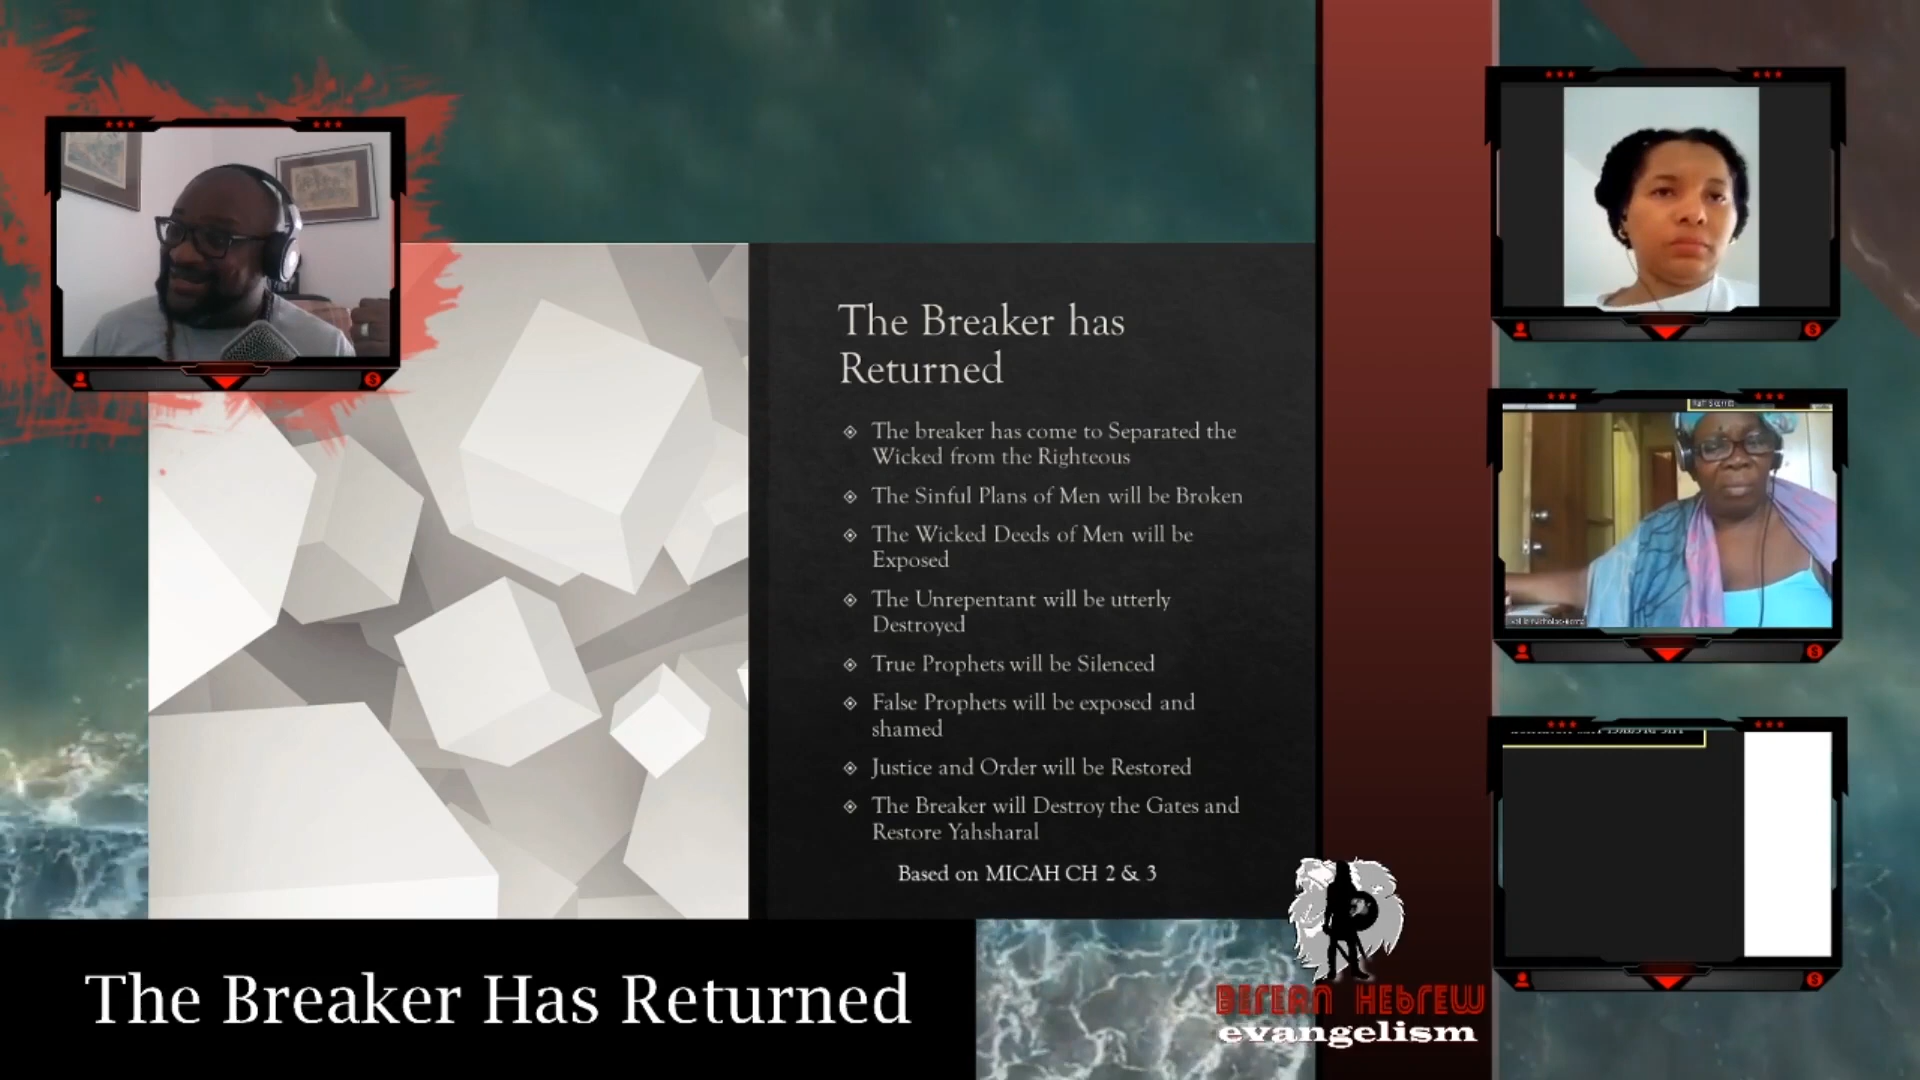 The Breaker has
Returned
The breaker has come to Separated the
Wicked from the Righteous
The Sinful Plans of Men will be Broken
The Wicked Deeds of Men will be
Exposed
The Unrepentant will be utterly
Destroyed
True Prophets will be Silenced
False Prophets will be exposed and
shamed
Justice and Order will be Restored
The Breaker will Destroy the Gates and
Restore Yahsharal
Based on MICAH CH 2 & 3
The Breaker Has Returned
BEREAN HEBREW
evangelism